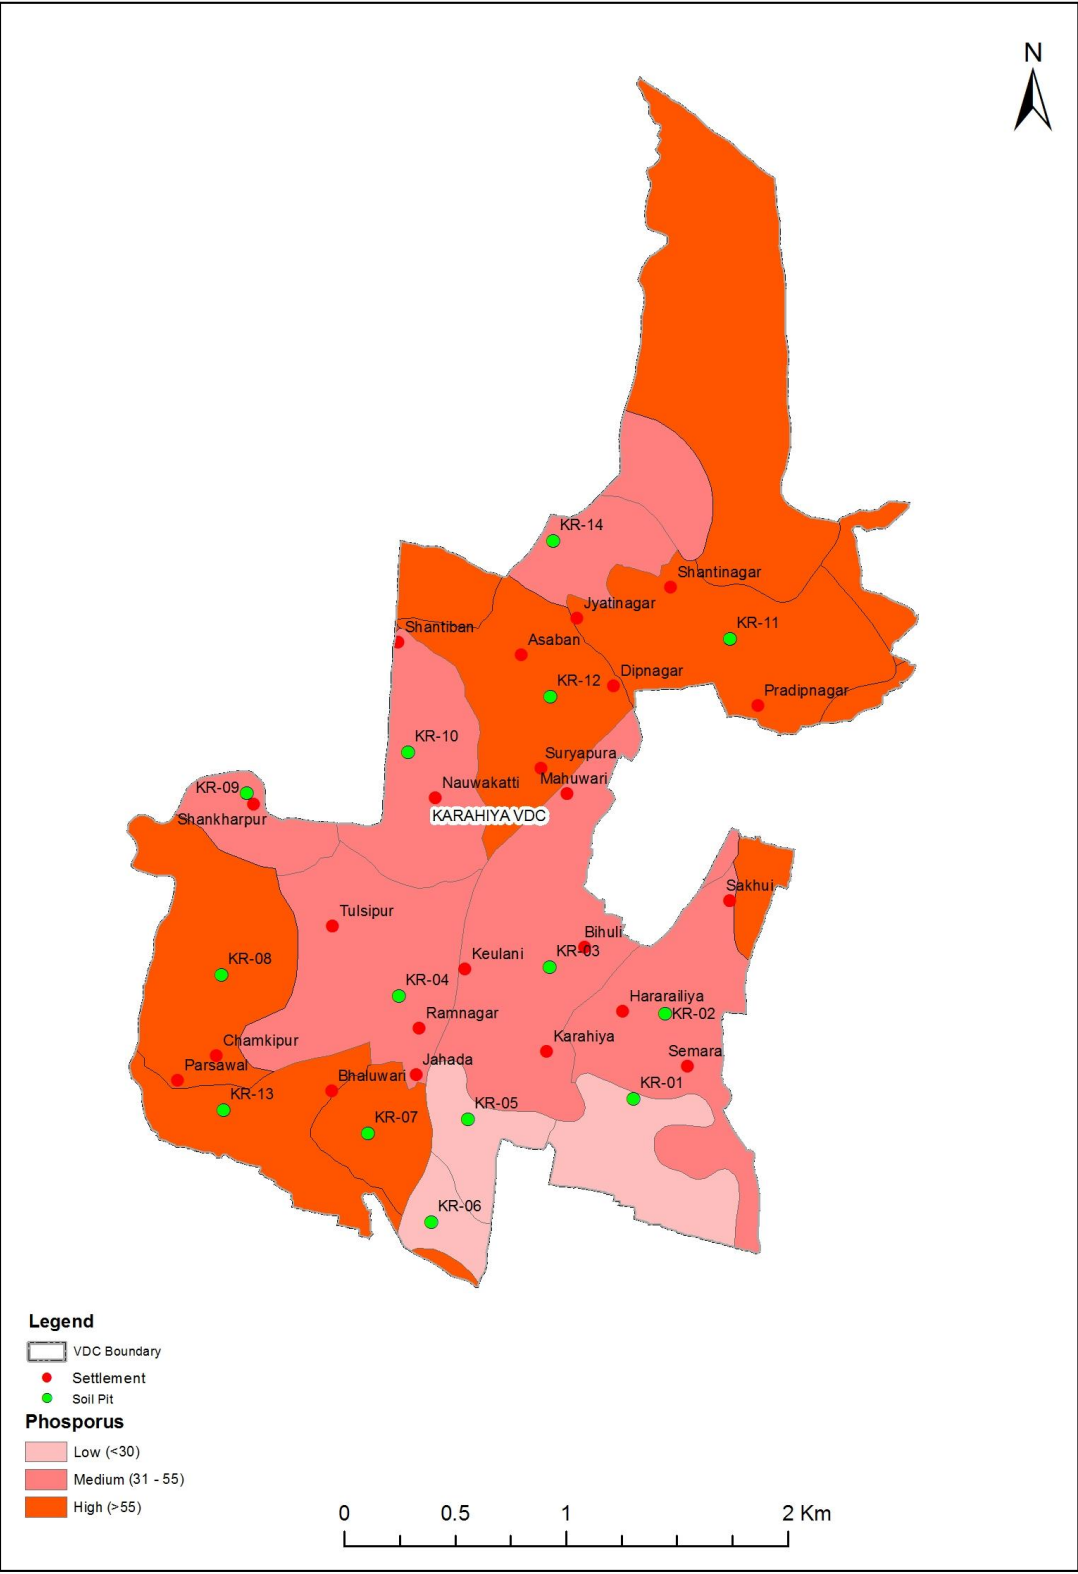 N
KR-14
Shantinagar
Jyatinagar
KR-11
Shantiban
Asaban
Dipnagar
KR-12
Pradipnagar
KR-10
Suryapura
Mahuwari
Nauwakatti
KR-09
KARAHIYA VDC
Shankharpur
Sakhui
Tulsipur
Bihuli
Keulani
KR-03
KR-08
KR-04
Hararailiya
KR-02
Ramnagar
Karahiya
Chamkipur
Semara
Jahada
Parsawal
Bhaluwari
KR-01
KR-13
KR-05
KR-07
KR-06
Legend
VDC Boundary
Settlement
Soil Pit
Phosporus
Low (<30)
Medium (31 - 55)
High (>55)
0 0.5 1 2 Km